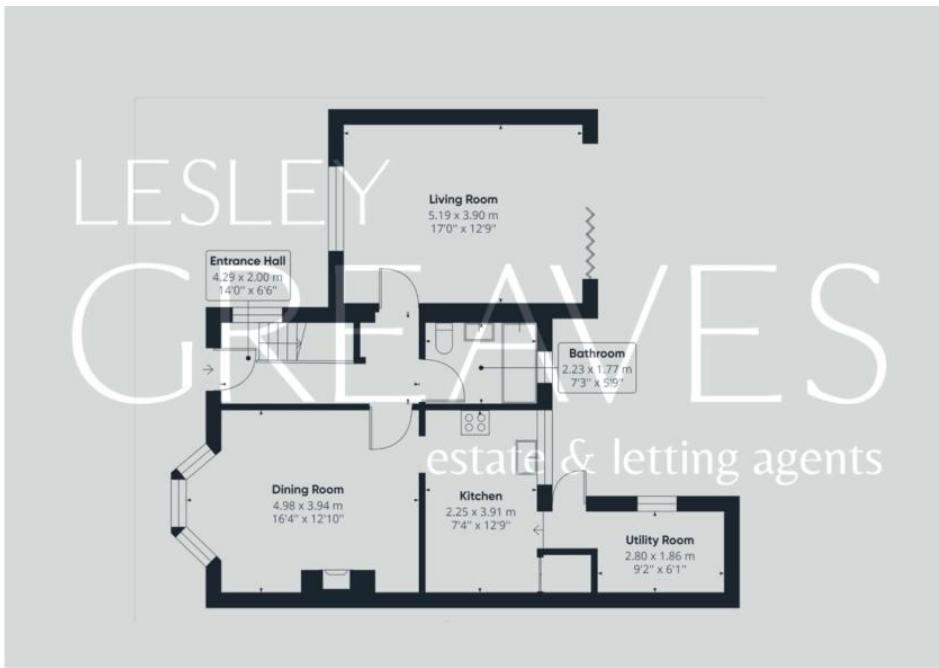 LESLEY
GREAVES
estate & letting agents
Living Room
5.19 x 3.90 m
17'0" x 12'9"
Entrance Hall
4.29 x 2.00 m
14'0" x 6'6"
Bathroom
2.23 x 1.77 m
7'3" x 5'9"
Dining Room
4.98 x 3.94 m
16'4" x 12'10"
Kitchen
2.25 x 3.91 m
7'4" x 12'9"
Utility Room
2.80 x 1.86 m
9'2" x 6'1"